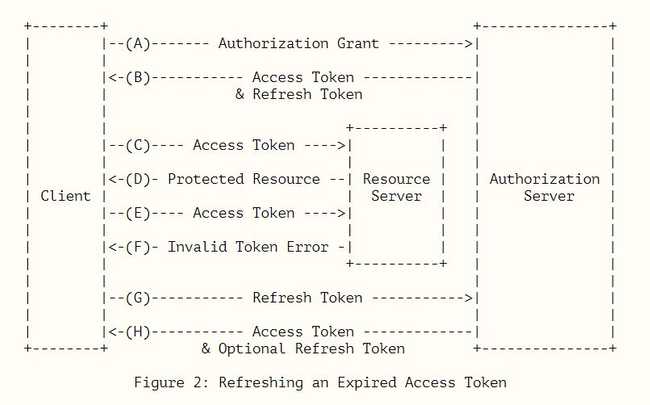 +--------+                                           +---------------+
|        |--(A)------- Authorization Grant --------->|               |
|        |                                           |               |
|        |<-(B)----------- Access Token -------------|               |
|        |               & Refresh Token             |               |
|        |                                           |               |
|        |                            +----------+   |               |
|        |--(C)---- Access Token ---->|          |   |               |
|        |                            |          |   |               |
|        |<-(D)- Protected Resource --| Resource |   | Authorization |
| Client |                            |  Server  |   |     Server    |
|        |--(E)---- Access Token ---->|          |   |               |
|        |                            |          |   |               |
|        |<-(F)- Invalid Token Error -|          |   |               |
|        |                            +----------+   |               |
|        |                                           |               |
|        |--(G)----------- Refresh Token ----------->|               |
|        |                                           |               |
|        |<-(H)----------- Access Token -------------|               |
+--------+           & Optional Refresh Token        +---------------+
Figure 2: Refreshing an Expired Access Token